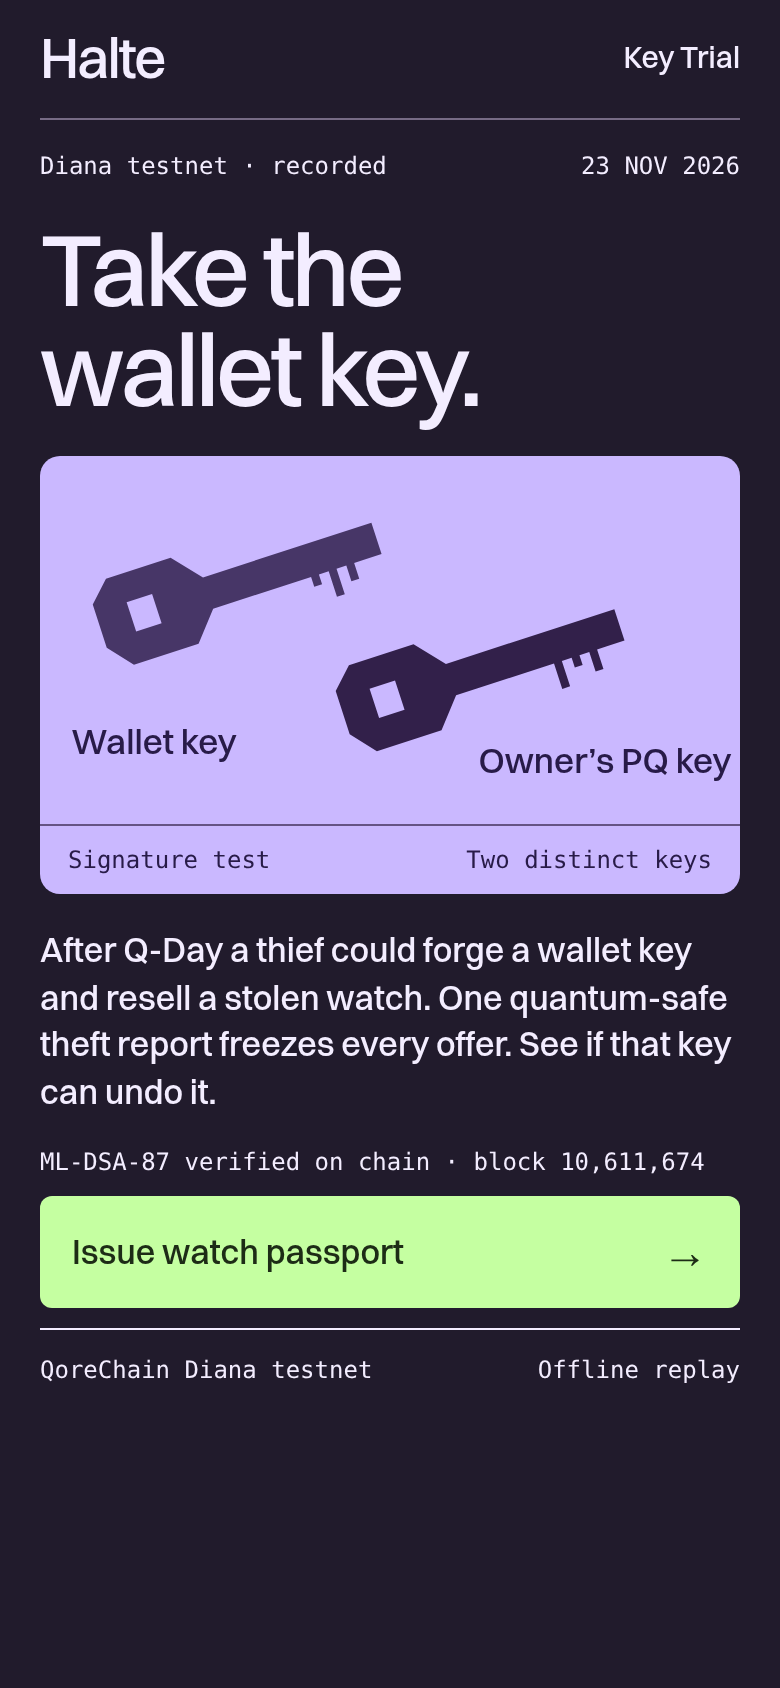 Halte
Key Trial
Diana testnet · recorded
23 NOV 2026
Take the
wallet key.
Wallet key
Owner’s PQ key
Signature test
Two distinct keys
After Q-Day a thief could forge a wallet key
and resell a stolen watch. One quantum-safe
theft report freezes every offer. See if that key
can undo it.
ML-DSA-87 verified on chain · block 10,611,674
Issue watch passport →
QoreChain Diana testnet
Offline replay